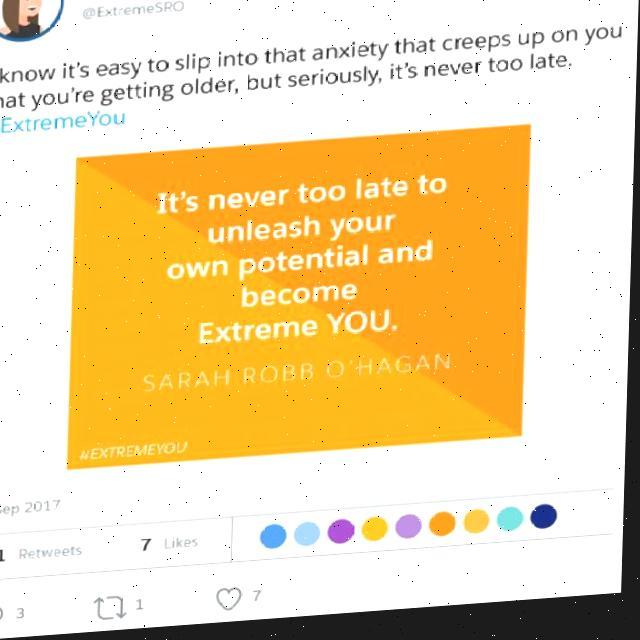 @ExtremeSRO
know it's easy to slip into that anxiety that creeps up on you
you're getting older, but seriously, it's never too late.
ExtremeYou
It's never too late to
unleash your
own potential and
become
Extreme YOU.
SARAH ROBB O'HAGAN
#EXTREMEYOU
2017
1 Retweets 7 Likes
3 1 7